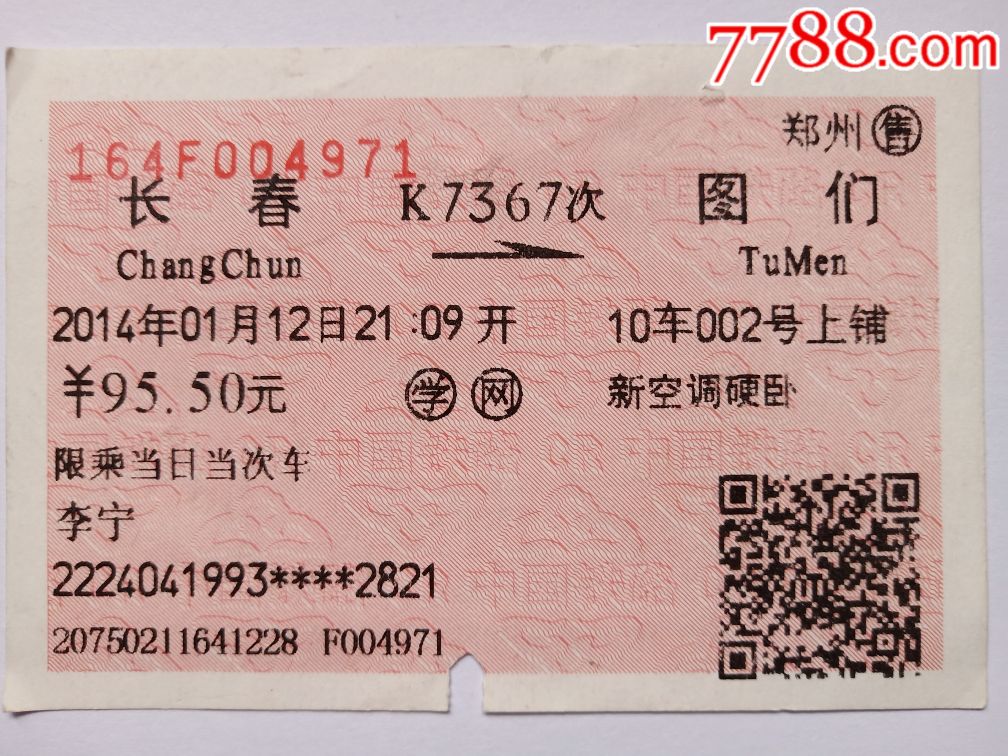 7788.com
郑州 售
164F004971
长春 K7367次 图们
ChangChun TuMen
2014年01月12日21:09开 10车002号上铺
¥95.50元 学 网 新空调硬卧
限乘当日当次车
李宁
2224041993****2821
20750211641228 F004971